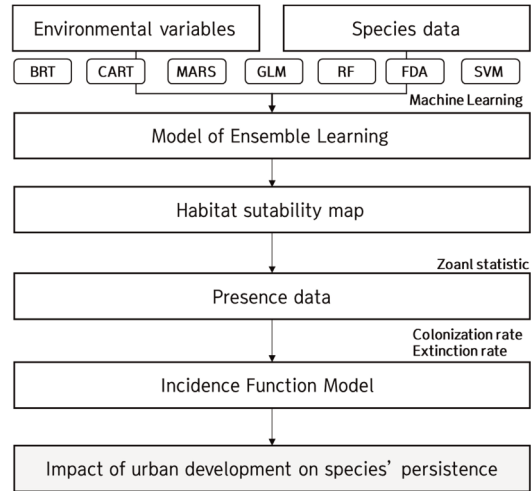 Environmental variables
Species data
BRT CART MARS GLM RF FDA SVM
Machine Learning
Model of Ensemble Learning
Habitat sutability map
Zoanl statistic
Presence data
Colonization rate
Extinction rate
Incidence Function Model
Impact of urban development on species’ persistence